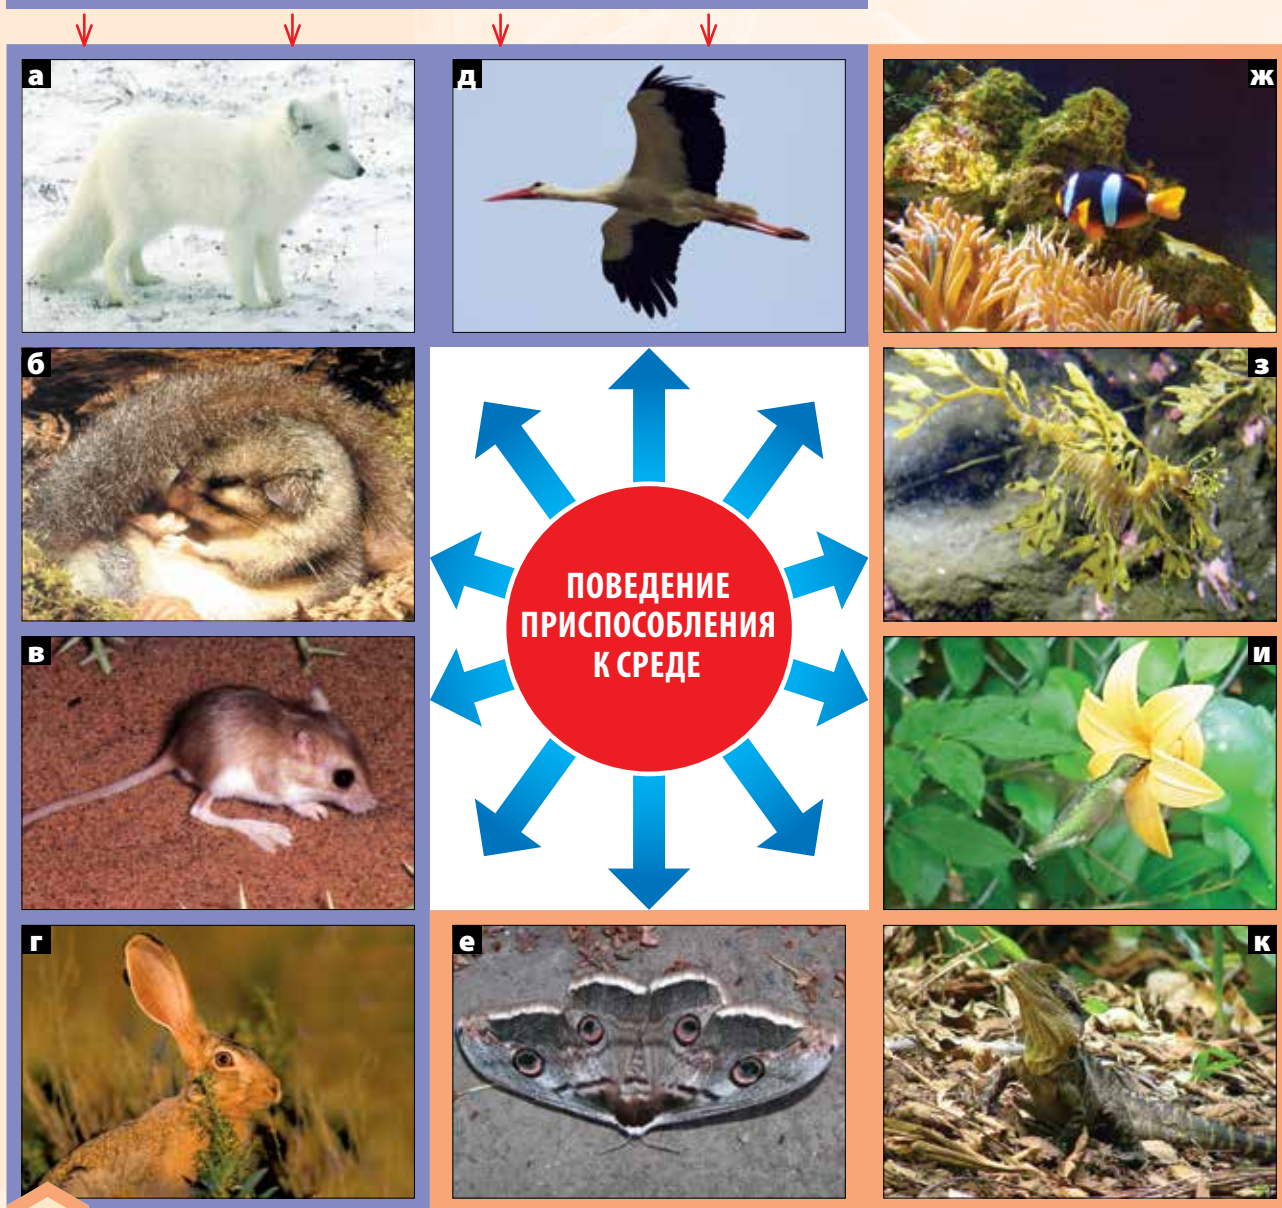 а
д
ж
б
з
ПОВЕДЕНИЕ
ПРИСПОСОБЛЕНИЯ
К СРЕДЕ
в
и
г
е
к